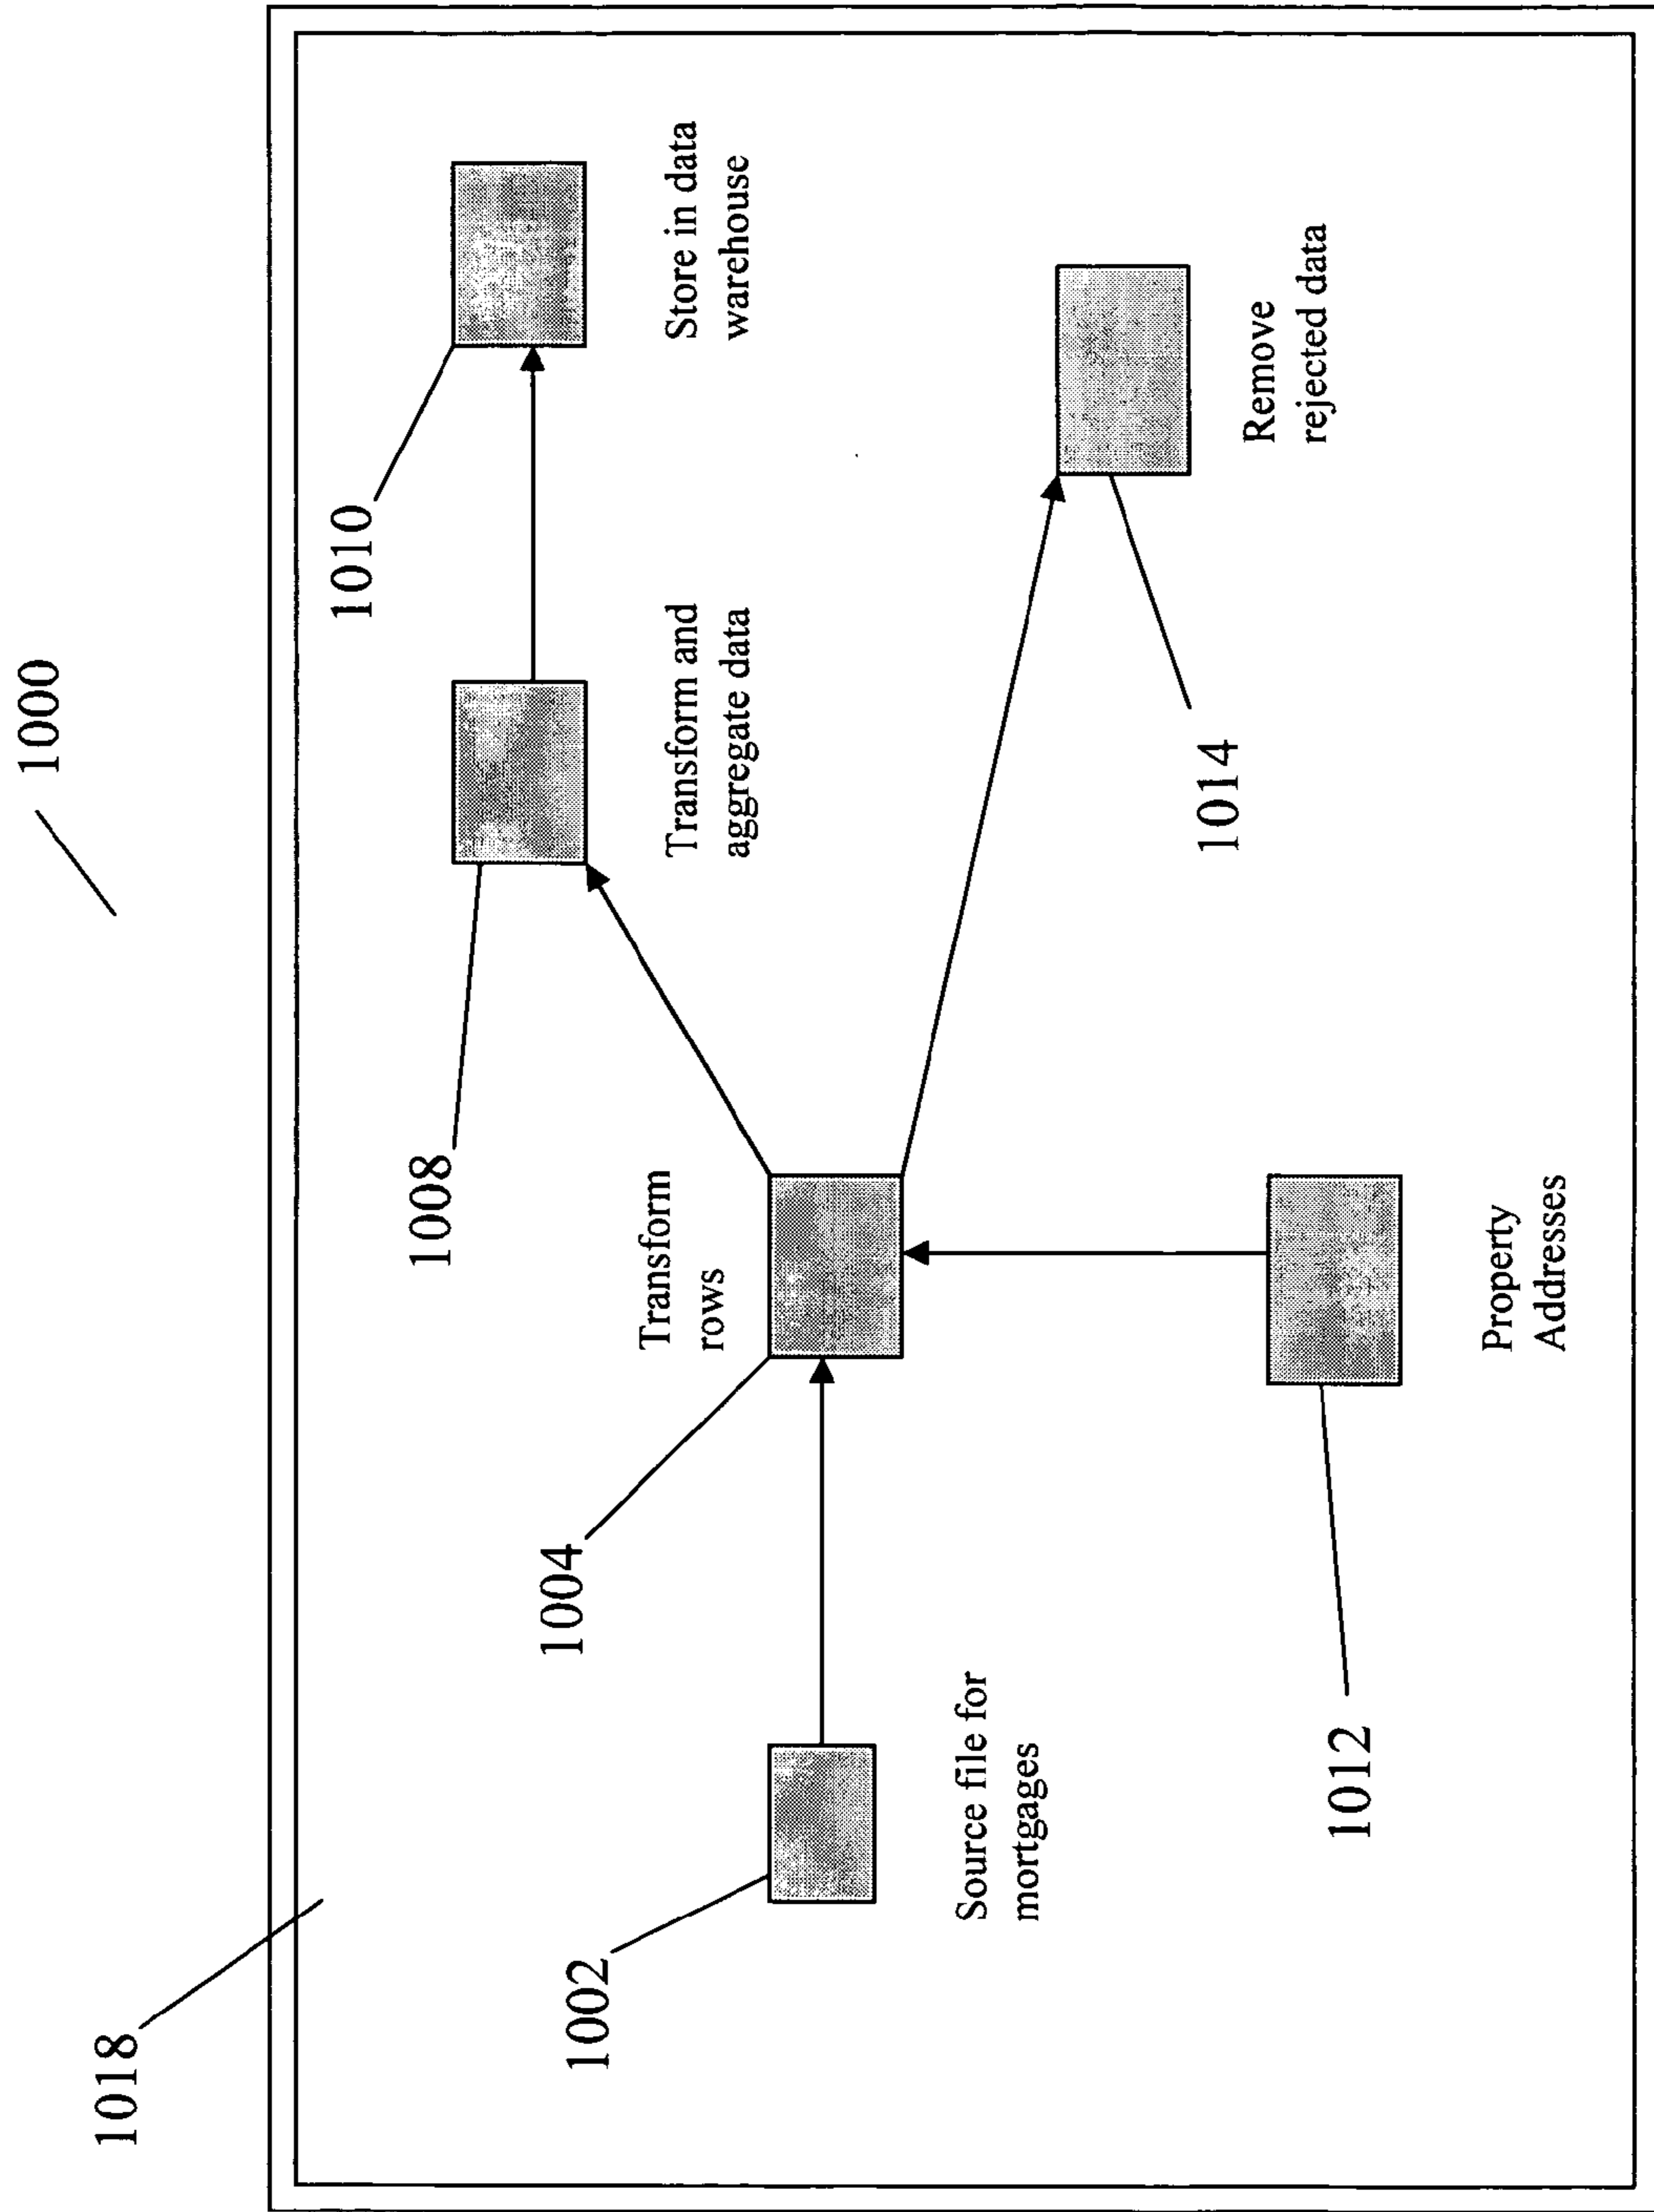 1000
1018
1010
1008
1004
1002
Transform
rows
Transform and
aggregate data
Store in data
warehouse
Source file for
mortgages
1014
Remove
rejected data
1012
Property
Addresses